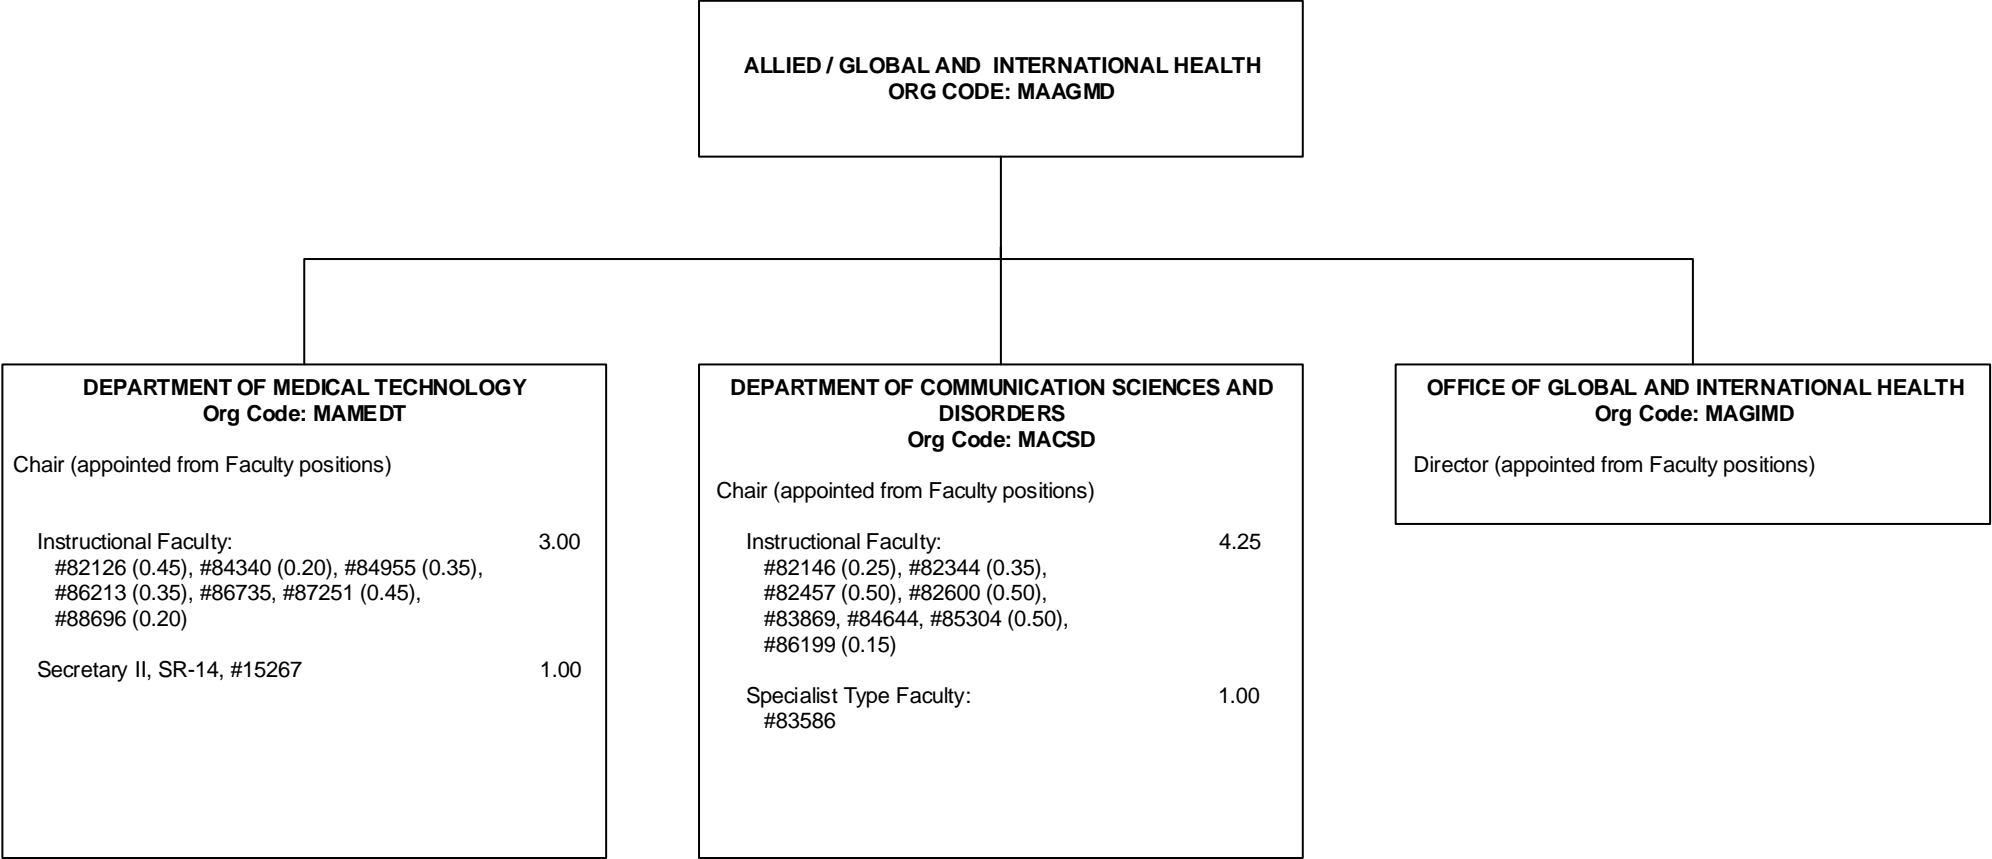 ALLIED / GLOBAL AND INTERNATIONAL HEALTH
ORG CODE: MAAGMD
DEPARTMENT OF MEDICAL TECHNOLOGY
Org Code: MAMEDT
Chair (appointed from Faculty positions)
Instructional Faculty: 3.00
#82126 (0.45), #84340 (0.20), #84955 (0.35),
#86213 (0.35), #86735, #87251 (0.45),
#88696 (0.20)
Secretary II, SR-14, #15267 1.00
DEPARTMENT OF COMMUNICATION SCIENCES AND
DISORDERS
Org Code: MACSD
Chair (appointed from Faculty positions)
Instructional Faculty: 4.25
#82146 (0.25), #82344 (0.35),
#82457 (0.50), #82600 (0.50),
#83869, #84644, #85304 (0.50),
#86199 (0.15)
Specialist Type Faculty: 1.00
#83586
OFFICE OF GLOBAL AND INTERNATIONAL HEALTH
Org Code: MAGIMD
Director (appointed from Faculty positions)